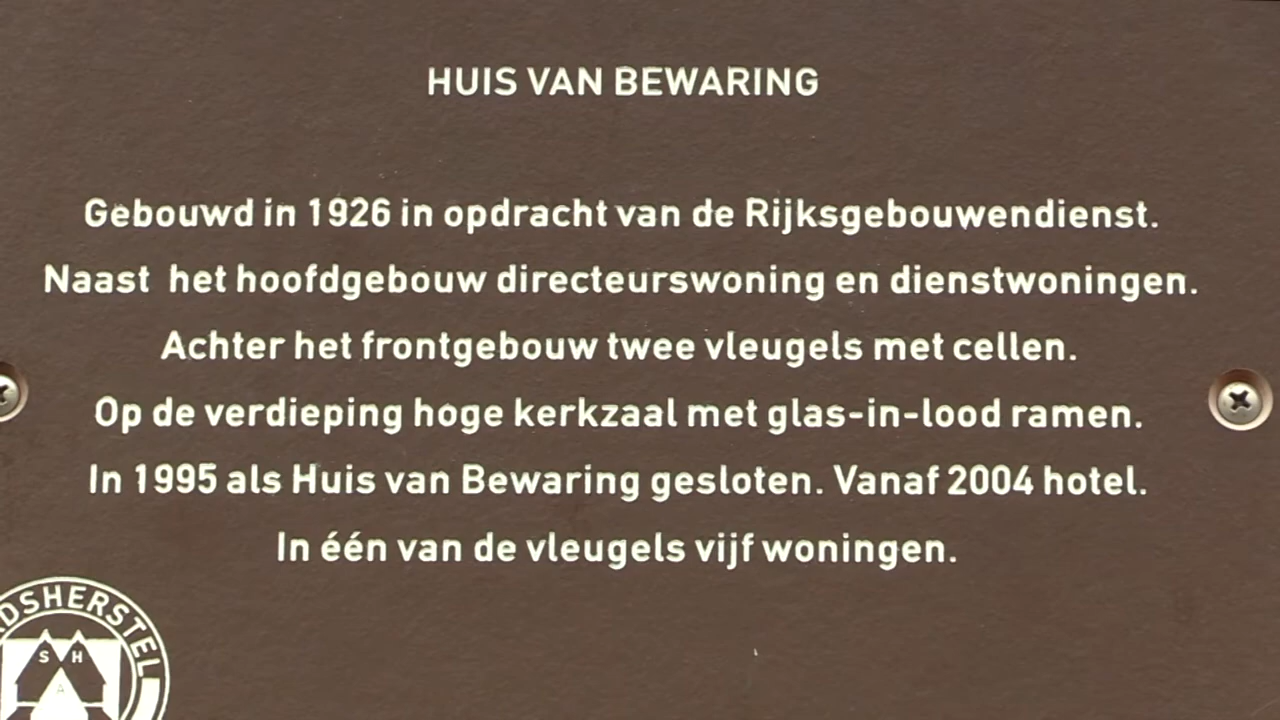 HUIS VAN BEWARING
Gebouwd in 1926 in opdracht van de Rijksgebouwendienst.
Naast het hoofdgebouw directeurswoning en dienstwoningen.
Achter het frontgebouw twee vleugels met cellen.
Op de verdieping hoge kerkzaal met glas-in-lood ramen.
In 1995 als Huis van Bewaring gesloten. Vanaf 2004 hotel.
In één van de vleugels vijf woningen.
DSHERSTEL
S H
A